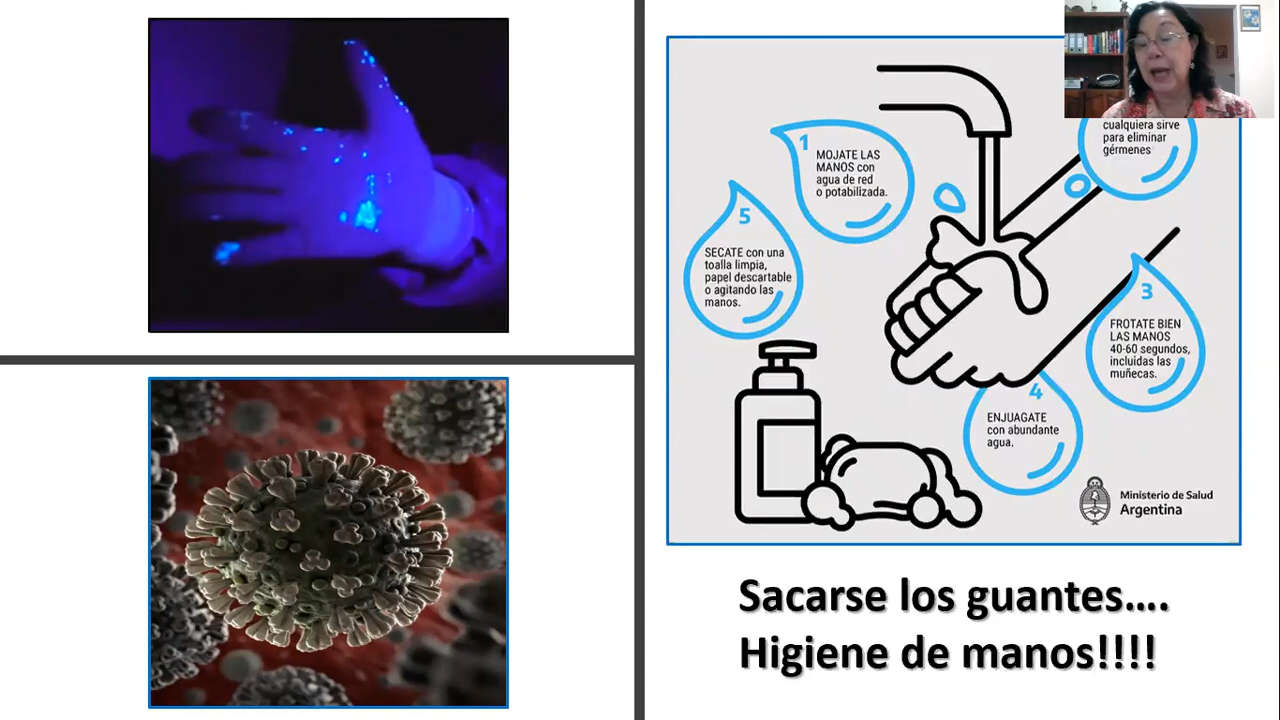 1
MOJATE LAS
MANOS con
agua de red
o potabilizada.
cualquiera sirve
para eliminar
gérmenes
3
FROTATE BIEN
LAS MANOS
40-60 segundos,
incluidas las
muñecas.
4
ENJUAGATE
con abundante
agua.
5
SECATE con una
toalla limpia,
papel descartable
o agitando las
manos.
Ministerio de Salud
Argentina
Sacarse los guantes....
Higiene de manos!!!!